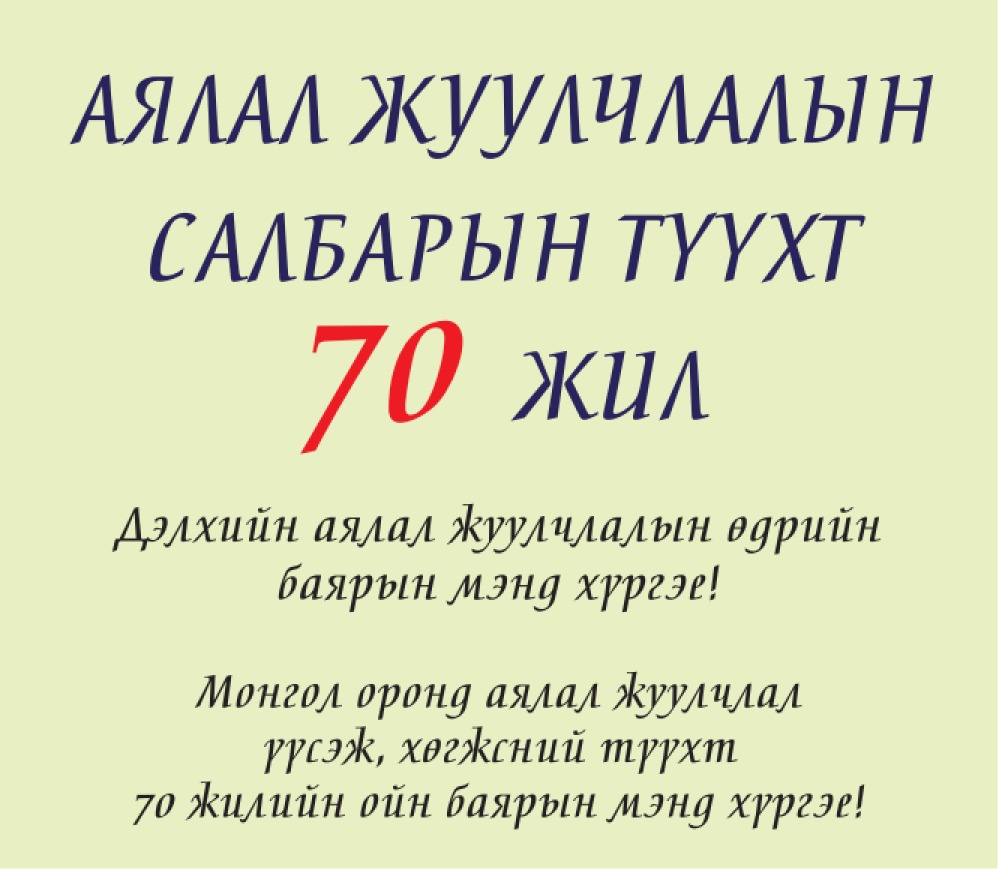 АЯЛАЛ ЖУУЛЧЛАЛЫН
САЛБАРЫН ТҮҮХТ
70 ЖИЛ
Дэлхийн аялал жуулчлалын өдрийн
баярын мэнд хүргэе!
Монгол оронд аялал жуулчлал
үүсэж, хөгжсний түүхт
70 жилийн ойн баярын мэнд хүргэе!